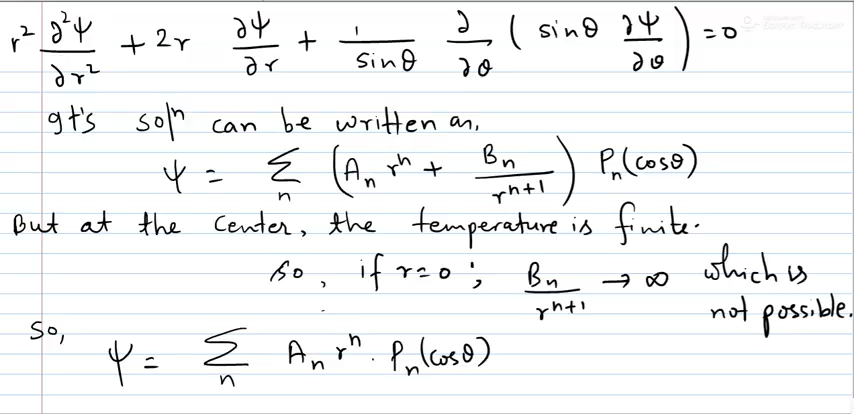 r² ∂²Ψ/∂r² + 2r ∂Ψ/∂r + 1/sinθ ∂/∂θ (sinθ ∂Ψ/∂θ) = 0
It's solⁿ can be written as,
Ψ = Σₙ (Aₙ rⁿ + Bₙ/rⁿ⁺¹) Pₙ(cosθ)
But at the center, the temperature is finite.
so, if r=0 ; Bₙ/rⁿ⁺¹ → ∞ which is not possible.
So,
Ψ = Σₙ Aₙ rⁿ . Pₙ(cosθ)